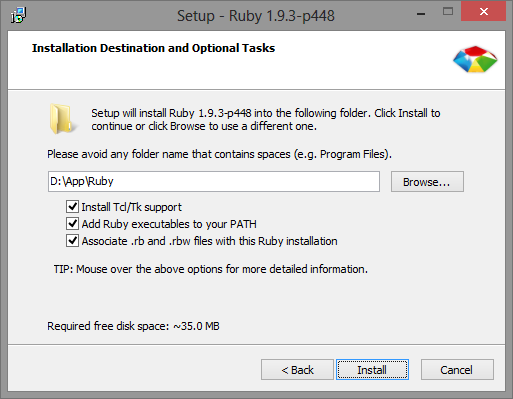 Setup - Ruby 1.9.3-p448
Installation Destination and Optional Tasks
Setup will install Ruby 1.9.3-p448 into the following folder. Click Install to
continue or click Browse to use a different one.
Please avoid any folder name that contains spaces (e.g. Program Files).
D:\App\Ruby
Browse...
Install Tcl/Tk support
Add Ruby executables to your PATH
Associate .rb and .rbw files with this Ruby installation
TIP: Mouse over the above options for more detailed information.
Required free disk space: ~35.0 MB
< Back Install Cancel